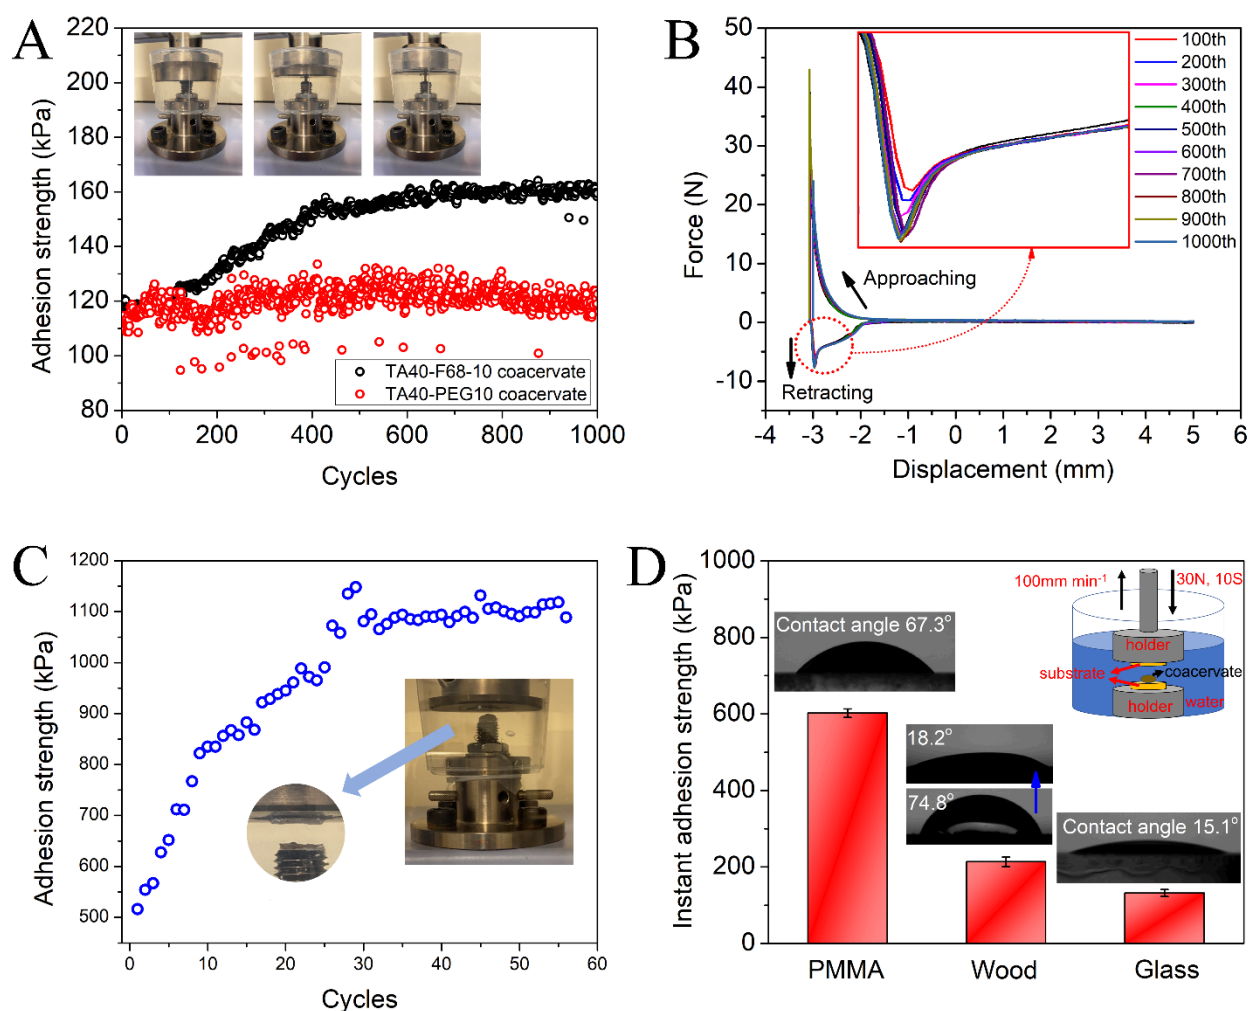 A
Adhesion strength (kPa)
220
200
180
160
140
120
100
80
TA40-F68-10 coacervate
TA40-PEG10 coacervate
0 200 400 600 800 1000
Cycles
B
Force (N)
50
40
30
20
10
0
-10
100th
200th
300th
400th
500th
600th
700th
800th
900th
1000th
Approaching
Retracting
-4 -3 -2 -1 0 1 2 3 4 5 6
Displacement (mm)
C
Adhesion strength (kPa)
1200
1100
1000
900
800
700
600
500
0 10 20 30 40 50 60
Cycles
D
Instant adhesion strength (kPa)
1000
800
600
400
200
0
Contact angle 67.3°
18.2°
74.8°
Contact angle 15.1°
100mm min⁻¹
30N, 10S
holder
substrate
coacervate
holder
water
PMMA Wood Glass